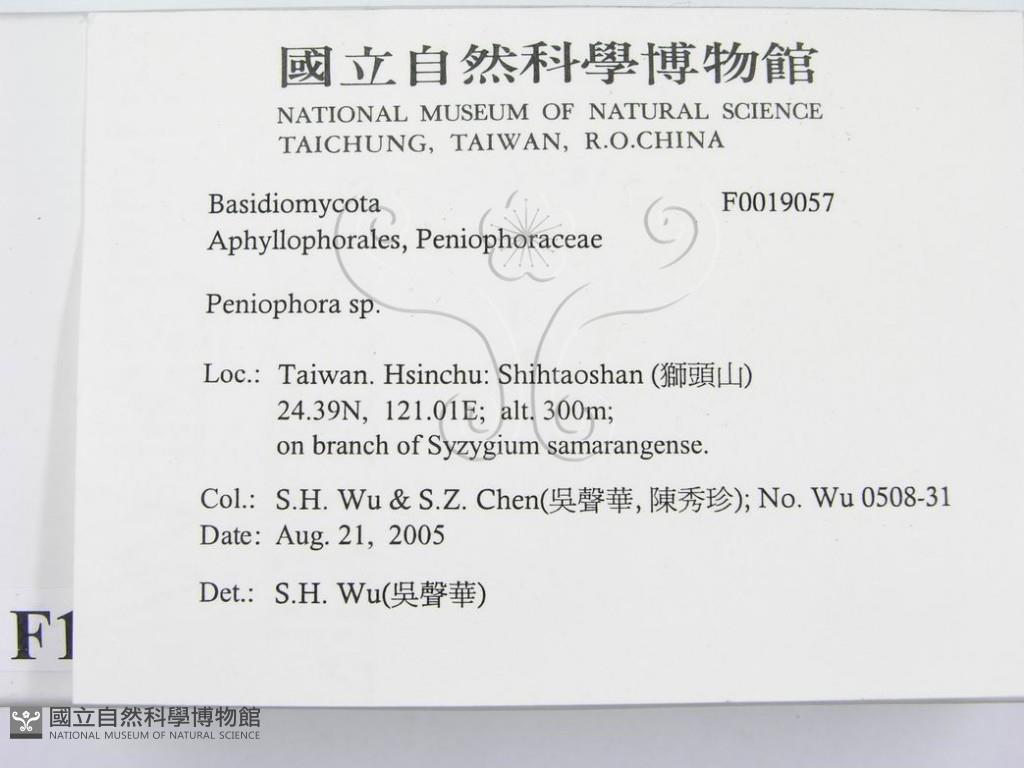 國立自然科學博物館
NATIONAL MUSEUM OF NATURAL SCIENCE
TAICHUNG, TAIWAN, R.O.CHINA
Basidiomycota F0019057
Aphyllophorales, Peniophoraceae
Peniophora sp.
Loc.: Taiwan. Hsinchu: Shihtaoshan (獅頭山)
24.39N, 121.01E; alt. 300m;
on branch of Syzygium samarangense.
Col.: S.H. Wu & S.Z. Chen(吳聲華, 陳秀珍); No. Wu 0508-31
Date: Aug. 21, 2005
Det.: S.H. Wu(吳聲華)
F1
國立自然科學博物館
NATIONAL MUSEUM OF NATURAL SCIENCE